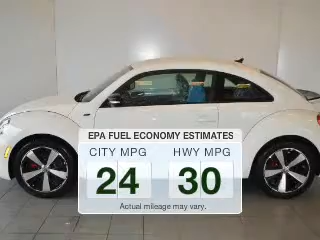 EPA FUEL ECONOMY ESTIMATES
CITY MPG HWY MPG
24 30
Actual mileage may vary.